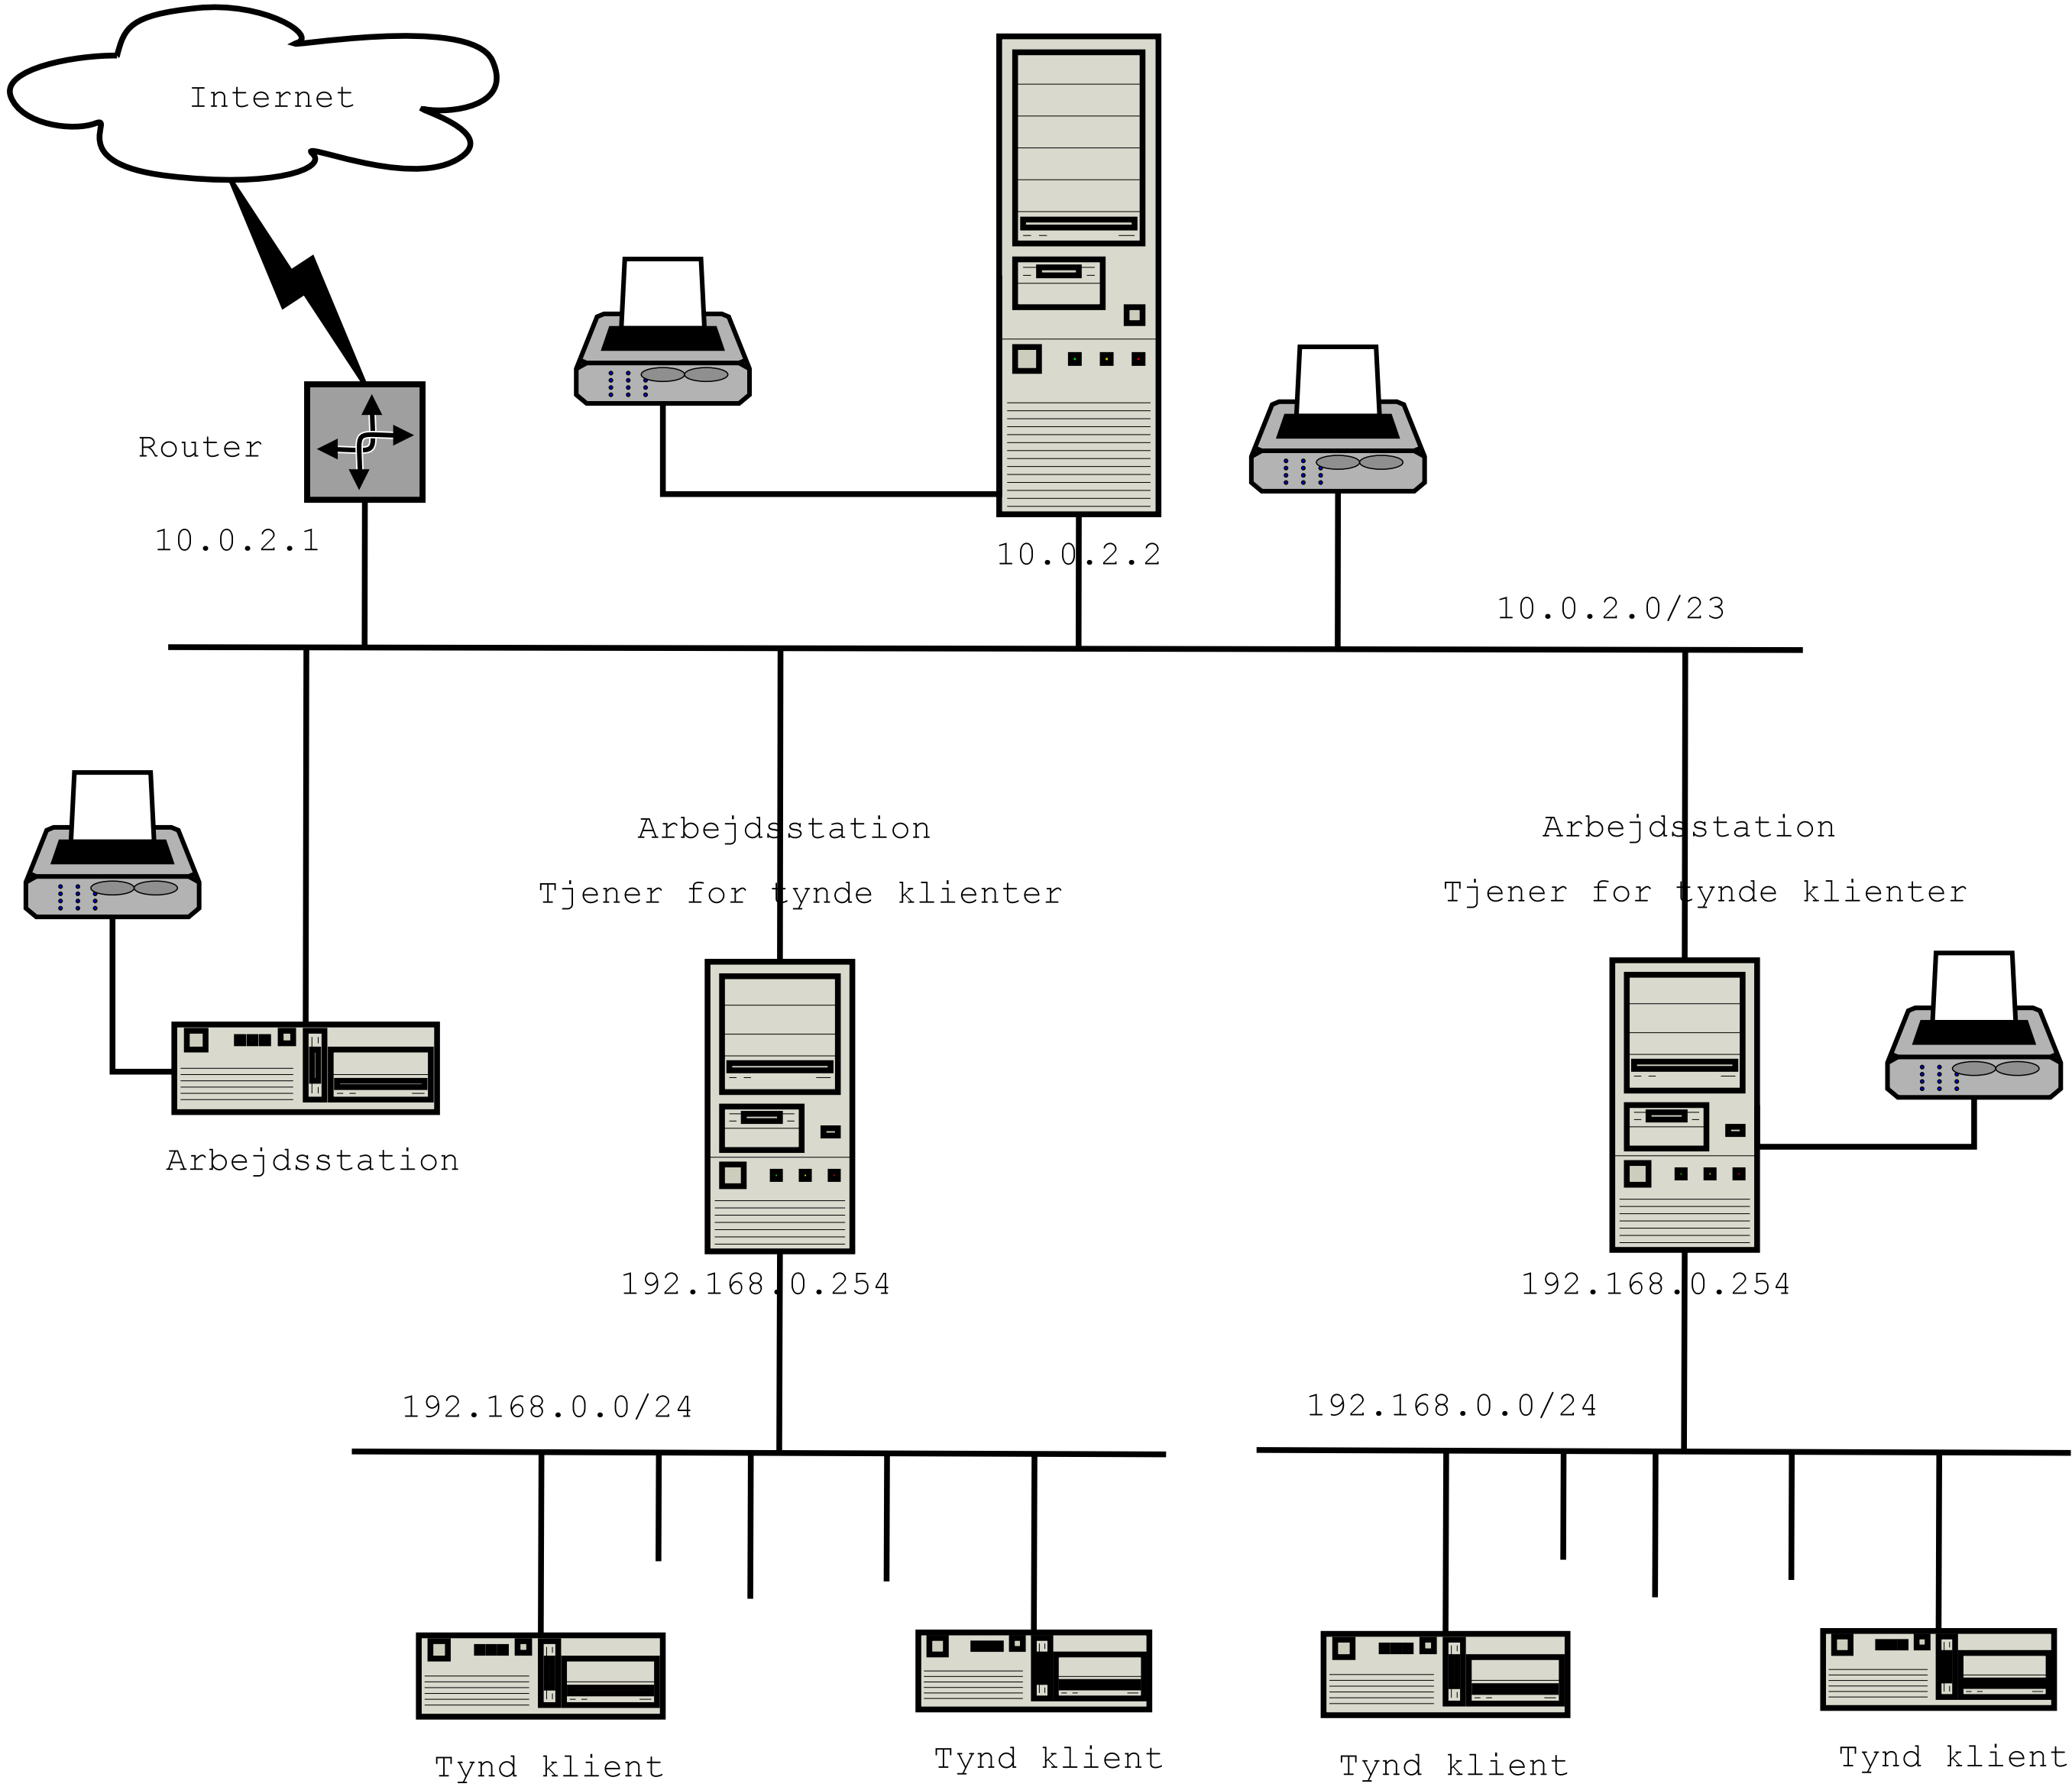 Internet
Router
10.0.2.1
10.0.2.2
10.0.2.0/23
Arbejdsstation
Tjener for tynde klienter
Arbejdsstation
Tjener for tynde klienter
Arbejdsstation
192.168.0.254
192.168.0.254
192.168.0.0/24
192.168.0.0/24
Tynd klient
Tynd klient
Tynd klient
Tynd klient